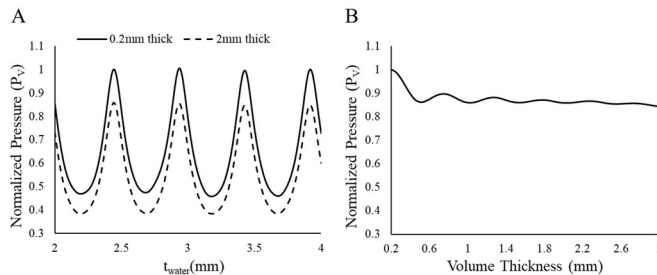 A
B
0.2mm thick 2mm thick
Normalized Pressure (PV)
1.1
1
0.9
0.8
0.7
0.6
0.5
0.4
0.3
2 2.5 3 3.5 4
twater(mm)
Normalized Pressure (PV)
1.1
1
0.9
0.8
0.7
0.6
0.5
0.4
0.3
0.2 0.6 1 1.4 1.8 2.2 2.6
Volume Thickness (mm)